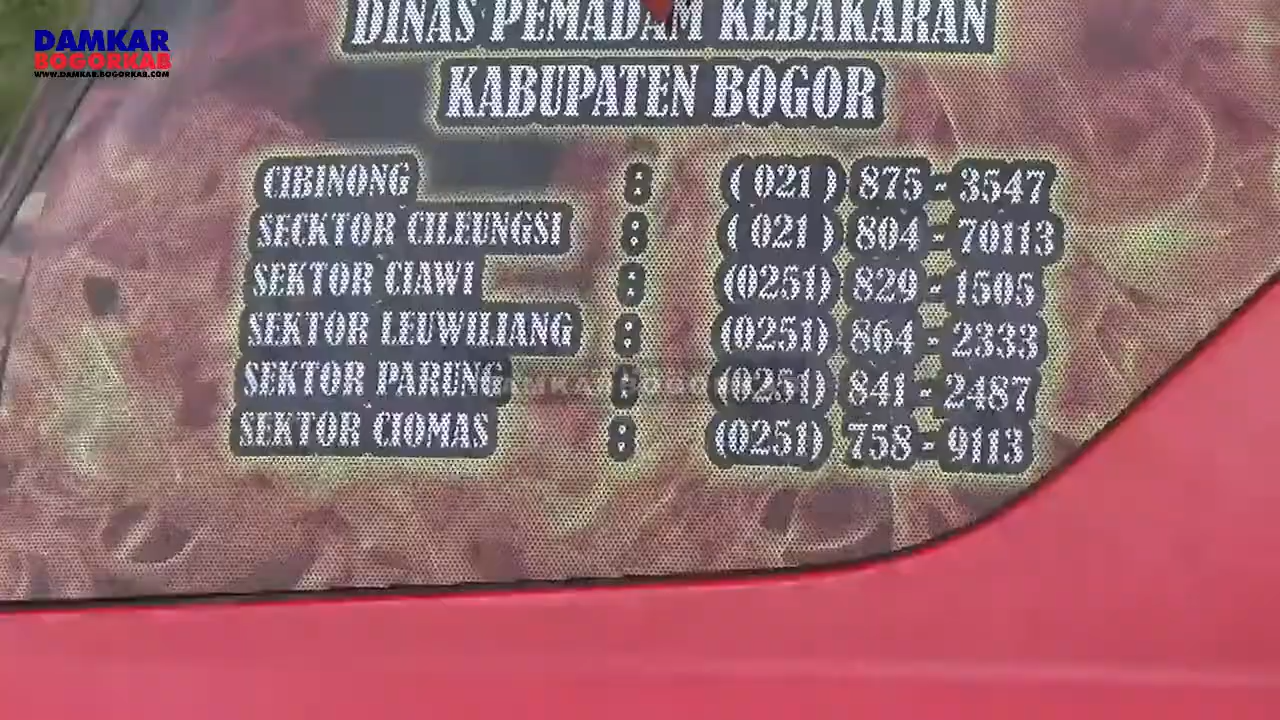 DAMKAR
BOGORKAB
WWW.DAMKAR.BOGORKAB.COM
DINAS PEMADAM KEBAKARAN
KABUPATEN BOGOR
CIBINONG : ( 021 ) 875 - 3547
SECKTOR CILEUNGSI : ( 021 ) 804 - 70113
SEKTOR CIAWI : (0251) 829 - 1505
SEKTOR LEUWILIANG : (0251) 864 - 2333
SEKTOR PARUNG : (0251) 841 - 2487
SEKTOR CIOMAS : (0251) 758 - 9113